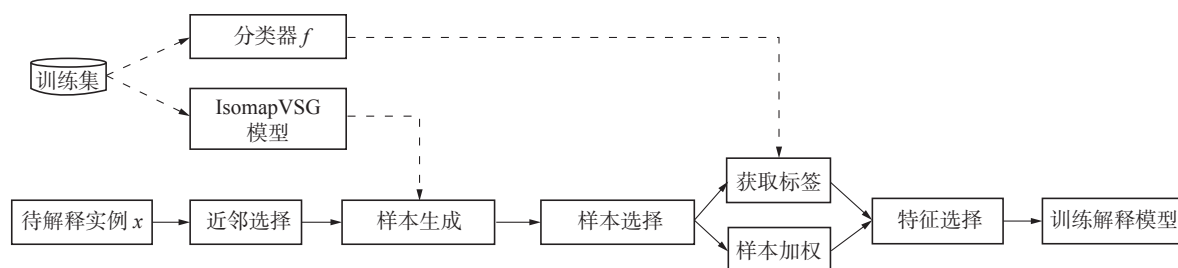 分类器 f
训练集
IsomapVSG
模型
获取标签
待解释实例 x
近邻选择
样本生成
样本选择
特征选择
训练解释模型
样本加权